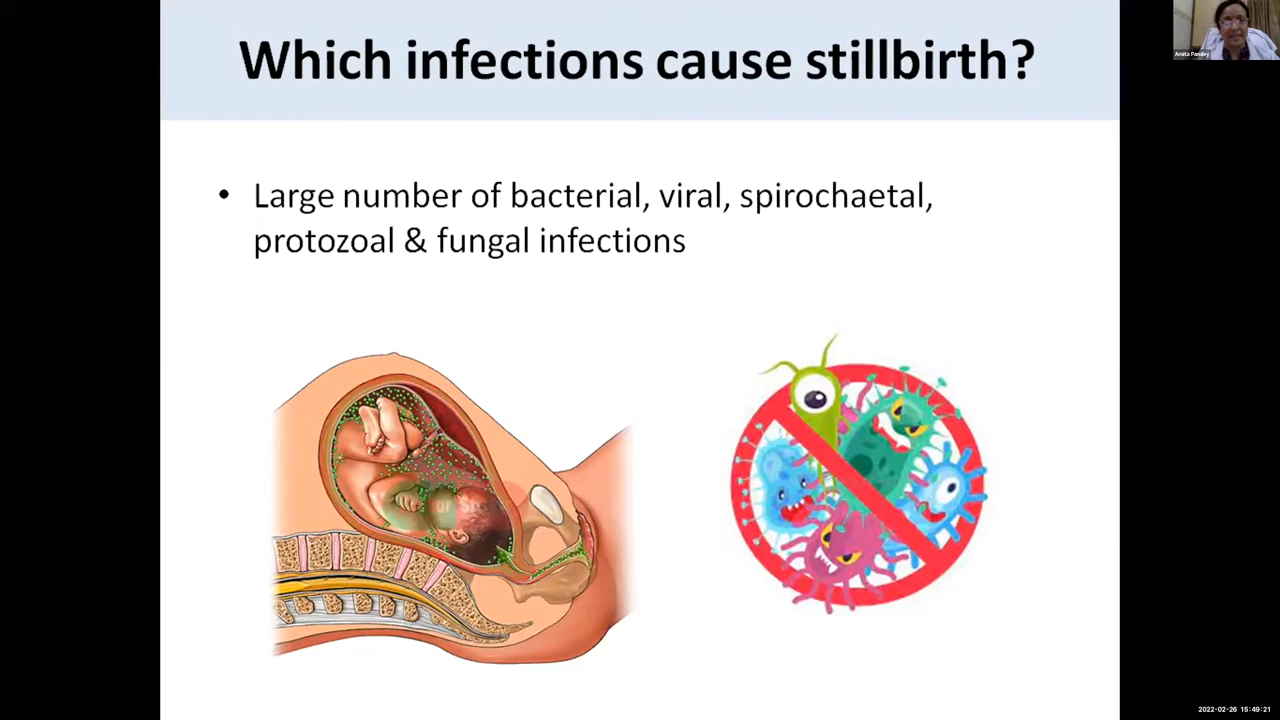 Which infections cause stillbirth?
Amita Pandey
• Large number of bacterial, viral, spirochaetal,
protozoal & fungal infections
2022-02-26 15:49:21